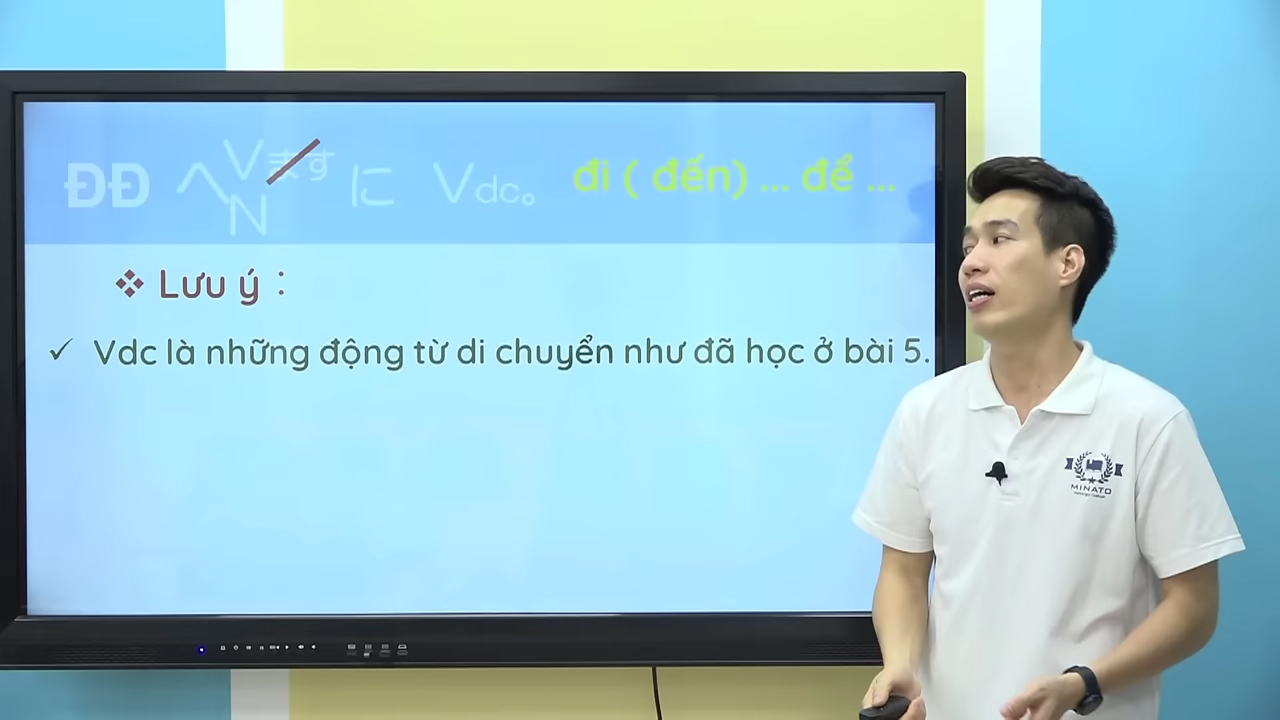 ĐĐ へ Vます に Vdc。 đi ( đến) ... để ...
N
❖ Lưu ý :
✓ Vdc là những động từ di chuyển như đã học ở bài 5.
MINATO